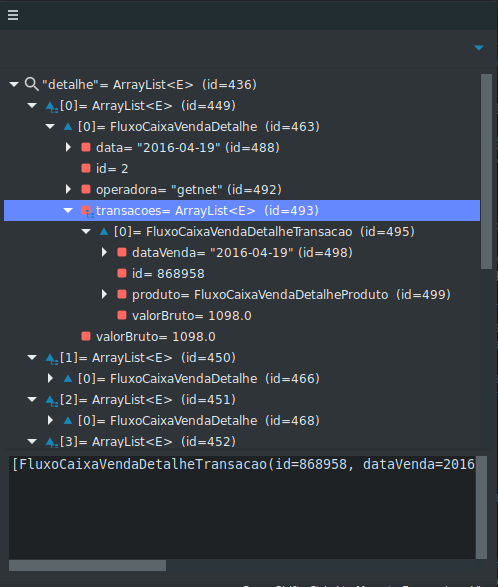 "detalhe"= ArrayList<E> (id=436)
[0]= ArrayList<E> (id=449)
[0]= FluxoCaixaVendaDetalhe (id=463)
data= "2016-04-19" (id=488)
id= 2
operadora= "getnet" (id=492)
transacoes= ArrayList<E> (id=493)
[0]= FluxoCaixaVendaDetalheTransacao (id=495)
dataVenda= "2016-04-19" (id=498)
id= 868958
produto= FluxoCaixaVendaDetalheProduto (id=499)
valorBruto= 1098.0
valorBruto= 1098.0
[1]= ArrayList<E> (id=450)
[0]= FluxoCaixaVendaDetalhe (id=466)
[2]= ArrayList<E> (id=451)
[0]= FluxoCaixaVendaDetalhe (id=468)
[3]= ArrayList<E> (id=452)
[FluxoCaixaVendaDetalheTransacao(id=868958, dataVenda=2016